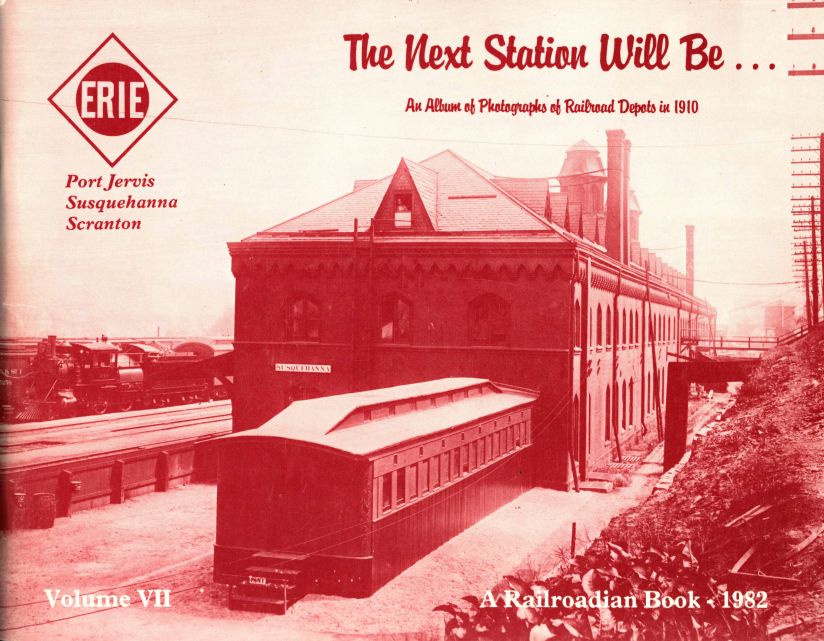 The Next Station Will Be...
An Album of Photographs of Railroad Depots in 1910
ERIE
Port Jervis
Susquehanna
Scranton
SUSQUEHANNA
Volume VII
A Railroadian Book - 1982